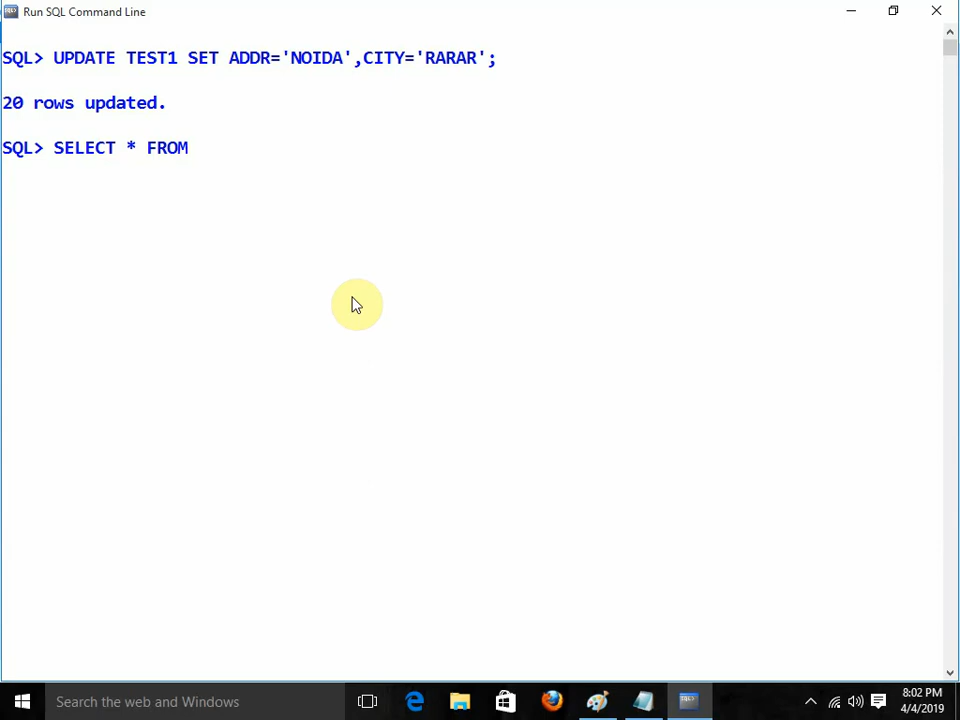 Run SQL Command Line
SQL> UPDATE TEST1 SET ADDR='NOIDA',CITY='RARAR';
20 rows updated.
SQL> SELECT * FROM
Search the web and Windows
8:02 PM
4/4/2019